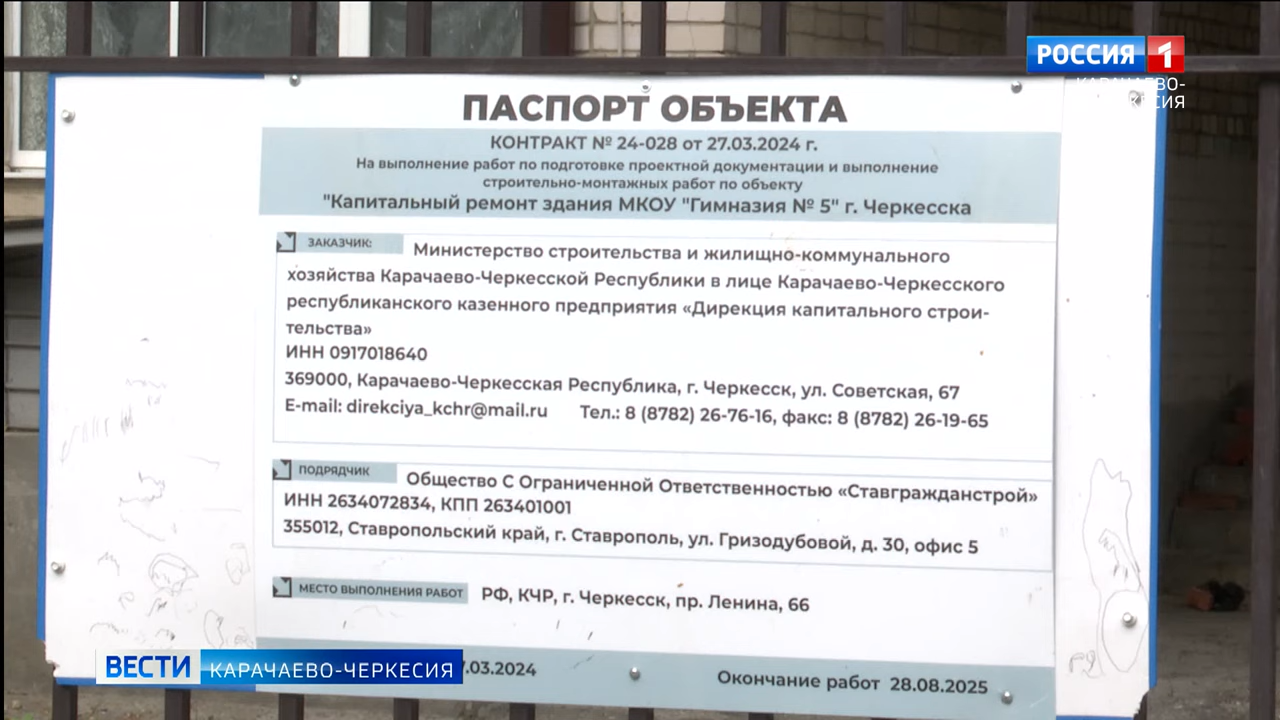 РОССИЯ 1
КАРАЧАЕВО-
ЧЕРКЕСИЯ
ПАСПОРТ ОБЪЕКТА
КОНТРАКТ № 24-028 от 27.03.2024 г.
На выполнение работ по подготовке проектной документации и выполнение
строительно-монтажных работ по объекту
"Капитальный ремонт здания МКОУ "Гимназия № 5" г. Черкесска
ЗАКАЗЧИК: Министерство строительства и жилищно-коммунального
хозяйства Карачаево-Черкесской Республики в лице Карачаево-Черкесского
республиканского казенного предприятия «Дирекция капитального строи-
тельства»
ИНН 0917018640
369000, Карачаево-Черкесская Республика, г. Черкесск, ул. Советская, 67
E-mail: direkciya_kchr@mail.ru Тел.: 8 (8782) 26-76-16, факс: 8 (8782) 26-19-65
ПОДРЯДЧИК Общество С Ограниченной Ответственностью «Ставгражданстрой»
ИНН 2634072834, КПП 263401001
355012, Ставропольский край, г. Ставрополь, ул. Гризодубовой, д. 30, офис 5
МЕСТО ВЫПОЛНЕНИЯ РАБОТ РФ, КЧР, г. Черкесск, пр. Ленина, 66
.03.2024 Окончание работ 28.08.2025
ВЕСТИ КАРАЧАЕВО-ЧЕРКЕСИЯ